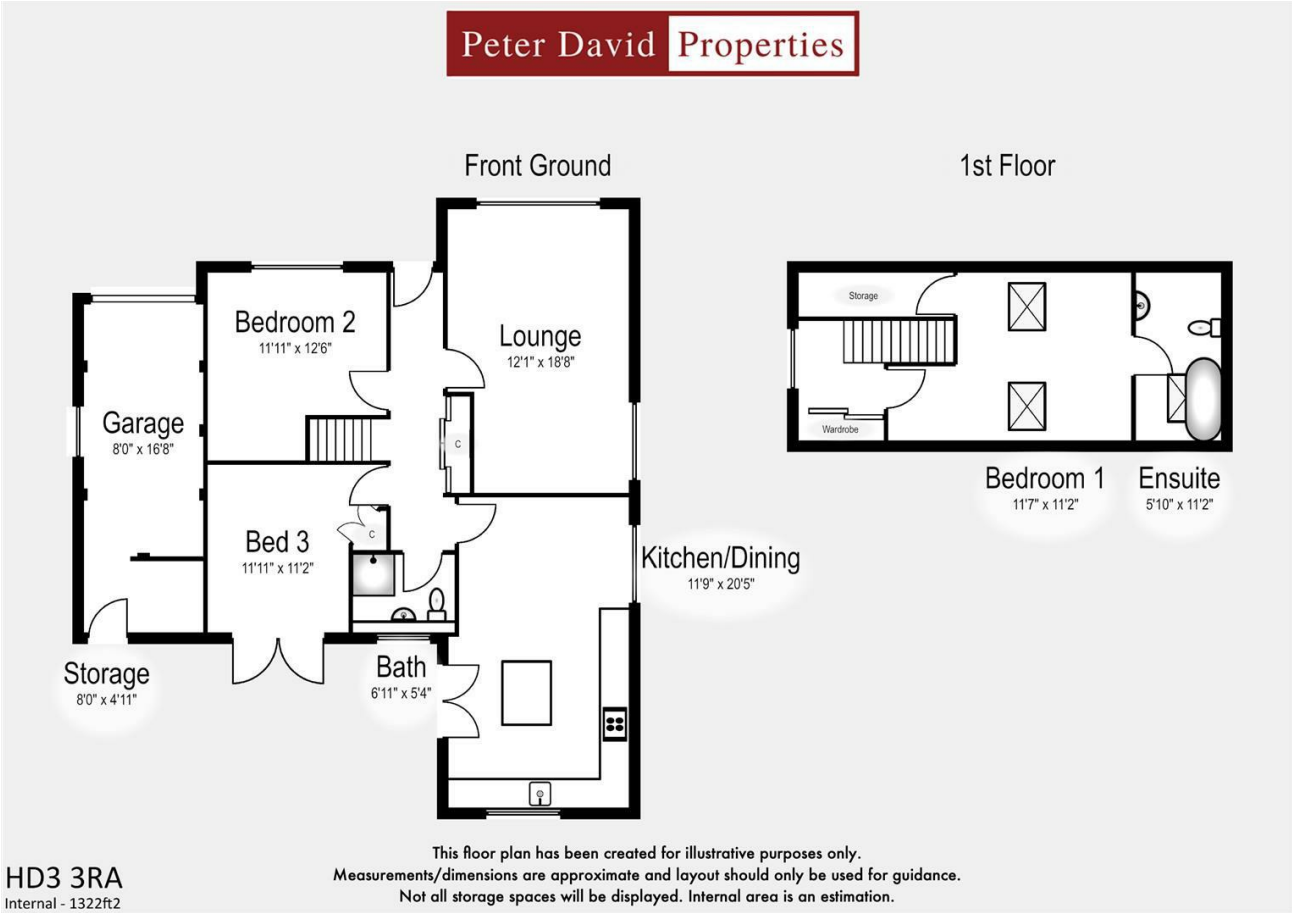 Peter David Properties
Front Ground
1st Floor
Bedroom 2
11'11" x 12'6"
Lounge
12'1" x 18'8"
Garage
8'0" x 16'8"
C
Bed 3
11'11" x 11'2"
C
Kitchen/Dining
11'9" x 20'5"
Storage
8'0" x 4'11"
Bath
6'11" x 5'4"
Storage
Wardrobe
Bedroom 1
11'7" x 11'2"
Ensuite
5'10" x 11'2"
This floor plan has been created for illustrative purposes only.
Measurements/dimensions are approximate and layout should only be used for guidance.
Not all storage spaces will be displayed. Internal area is an estimation.
HD3 3RA
Internal - 1322ft2